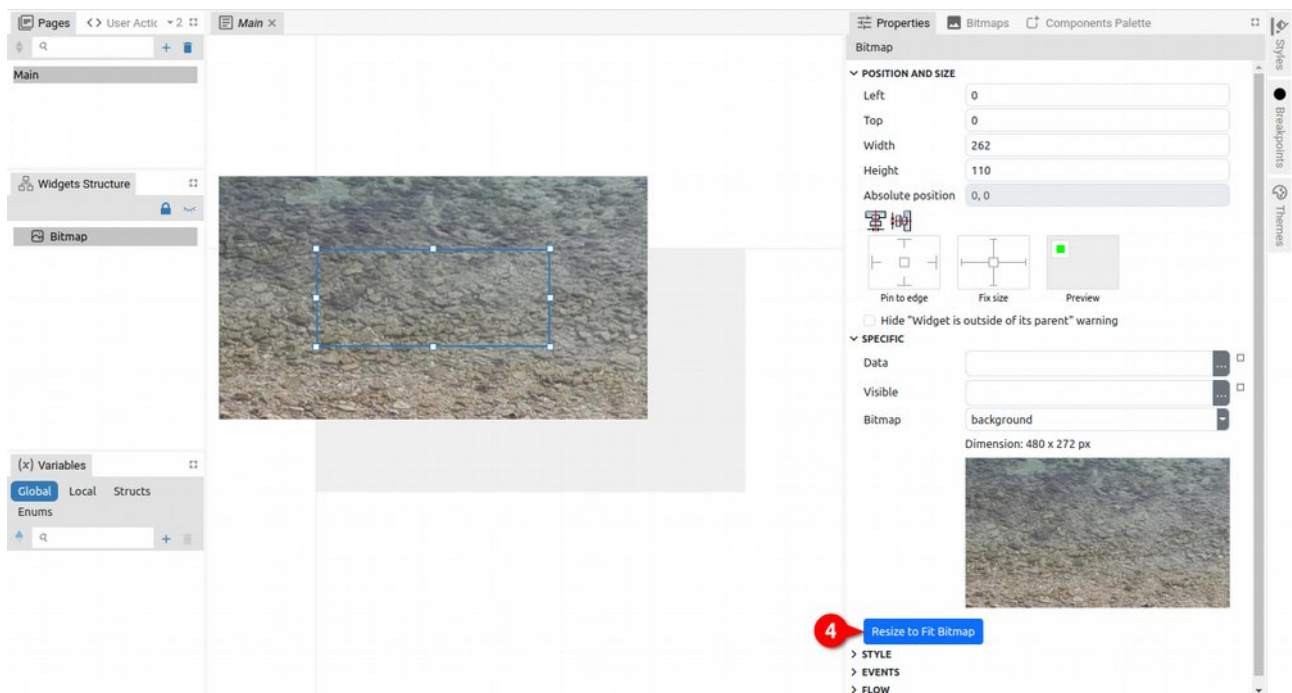 Pages
User Actic
2
Main
Properties
Bitmaps
Components Palette
Styles
Breakpoints
Themes
Main
Widgets Structure
Bitmap
(x) Variables
Global Local Structs
Enums
Bitmap
POSITION AND SIZE
Left 0
Top 0
Width 262
Height 110
Absolute position 0, 0
Pin to edge Fix size Preview
Hide "Widget is outside of its parent" warning
SPECIFIC
Data
...
Visible
...
Bitmap background
Dimension: 480 x 272 px
4 Resize to Fit Bitmap
STYLE
EVENTS
FLOW